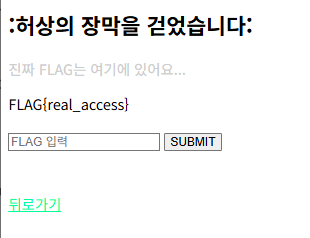 :허상의 장막을 걷었습니다:
진짜 FLAG는 여기에 있어요...
FLAG{real_access}
FLAG 입력 SUBMIT
뒤로가기